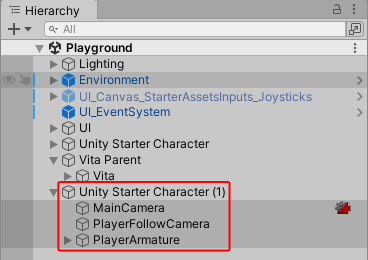 Hierarchy
All
Playground
Lighting
Environment
UI_Canvas_StarterAssetsInputs_Joysticks
UI_EventSystem
UI
Unity Starter Character
Vita Parent
Vita
Unity Starter Character (1)
MainCamera
PlayerFollowCamera
PlayerArmature